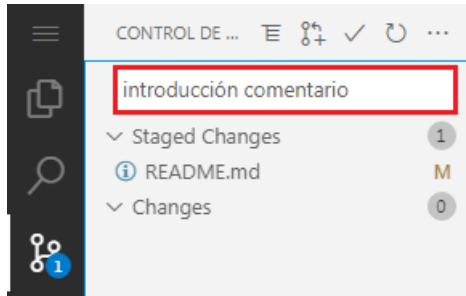 CONTROL DE ...
introducción comentario
Staged Changes 1
README.md M
Changes 0
1